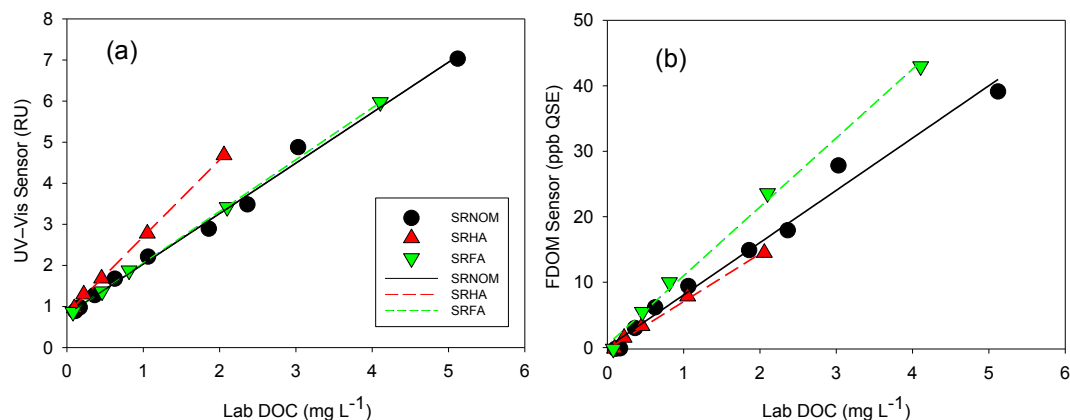 (a)
UV–Vis Sensor (RU)
8
7
6
5
4
3
2
1
0
0 1 2 3 4 5 6
Lab DOC (mg L-1)
SRNOM
SRHA
SRFA
SRNOM
SRHA
SRFA
(b)
FDOM Sensor (ppb QSE)
50
40
30
20
10
0
0 1 2 3 4 5 6
Lab DOC (mg L-1)